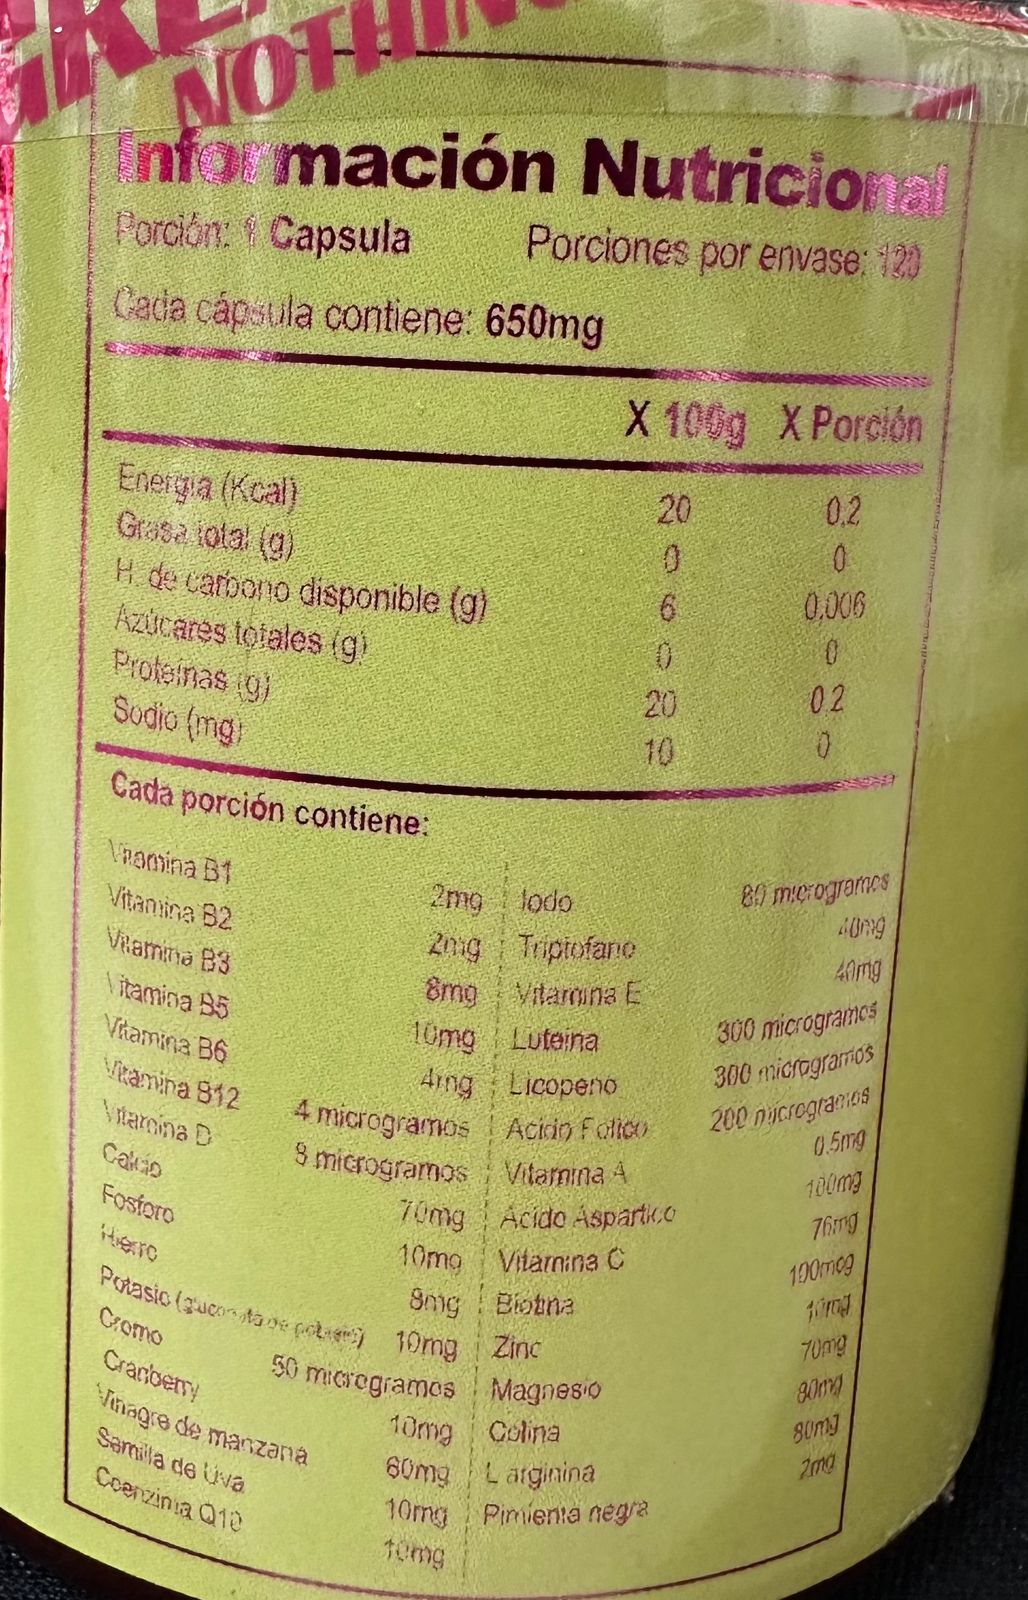 NOTHIN
Información Nutricional
Porción: 1 Capsula Porciones por envase: 120
Cada cápsula contiene: 650mg
X 100g X Porción
Energia (Kcal) 20 0.2
Grasa total (g) 0 0
H. de carbono disponible (g) 6 0,006
Azúcares totales (g) 0 0
Proteínas (g) 20 0.2
Sodio (mg) 10 0
Cada porción contiene:
Vitamina B1 2mg Iodo 80 microgramos
Vitamina B2 2mg Triptofano 40mg
Vitamina B3 8mg Vitamina E 40mg
Vitamina B5 10mg Luteina 300 microgramos
Vitamina B6 4mg Licopeno 300 microgramos
Vitamina B12 4 microgramos Acido Folico 200 microgramos
Vitamina D 8 microgramos Vitamina A 0.5mg
Calcio 70mg Acido Aspartico 100mg
Fosforo 10mg Vitamina C 76mg
Hierro 8mg Biotina 100mcg
Potasio (gluconato de potasio) 10mg Zinc 10mg
Cromo 50 microgramos Magnesio 70mg
Cranberry 10mg Colina 80mg
Vinagre de manzana 60mg L arginina 80mg
Semilla de Uva 10mg Pimienta negra 2mg
Coenzima Q10 10mg